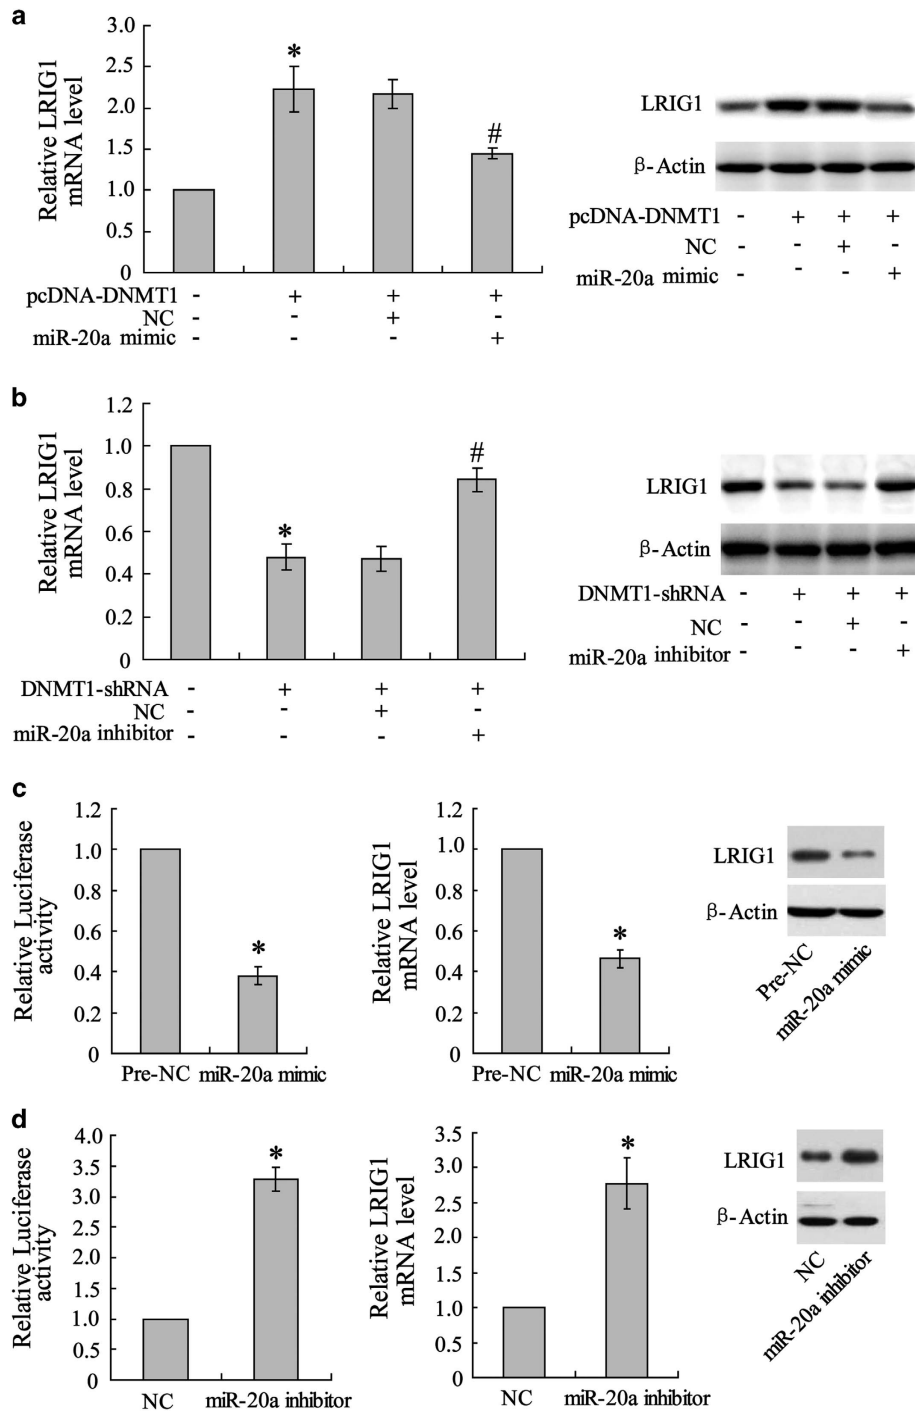 a
Relative LRIG1
mRNA level
3.0
2.5
2.0
1.5
1.0
0.5
0
*
#
pcDNA-DNMT1 - + + +
NC - - + -
miR-20a mimic - - - +
LRIG1
β-Actin
pcDNA-DNMT1 - + + +
NC - - + -
miR-20a mimic - - - +
b
Relative LRIG1
mRNA level
1.2
1.0
0.8
0.6
0.4
0.2
0
*
#
DNMT1-shRNA - + + +
NC - - + -
miR-20a inhibitor - - - +
LRIG1
β-Actin
DNMT1-shRNA - + + +
NC - - + -
miR-20a inhibitor - - - +
c
Relative Luciferase
activity
1.2
1.0
0.8
0.6
0.4
0.2
0
*
Pre-NC miR-20a mimic
Relative LRIG1
mRNA level
1.2
1.0
0.8
0.6
0.4
0.2
0
*
Pre-NC miR-20a mimic
LRIG1
β-Actin
Pre-NC
miR-20a mimic
d
Relative Luciferase
activity
4.0
3.5
3.0
2.5
2.0
1.5
1.0
0.5
0
*
NC miR-20a inhibitor
Relative LRIG1
mRNA level
3.5
3.0
2.5
2.0
1.5
1.0
0.5
0
*
NC miR-20a inhibitor
LRIG1
β-Actin
NC
miR-20a inhibitor